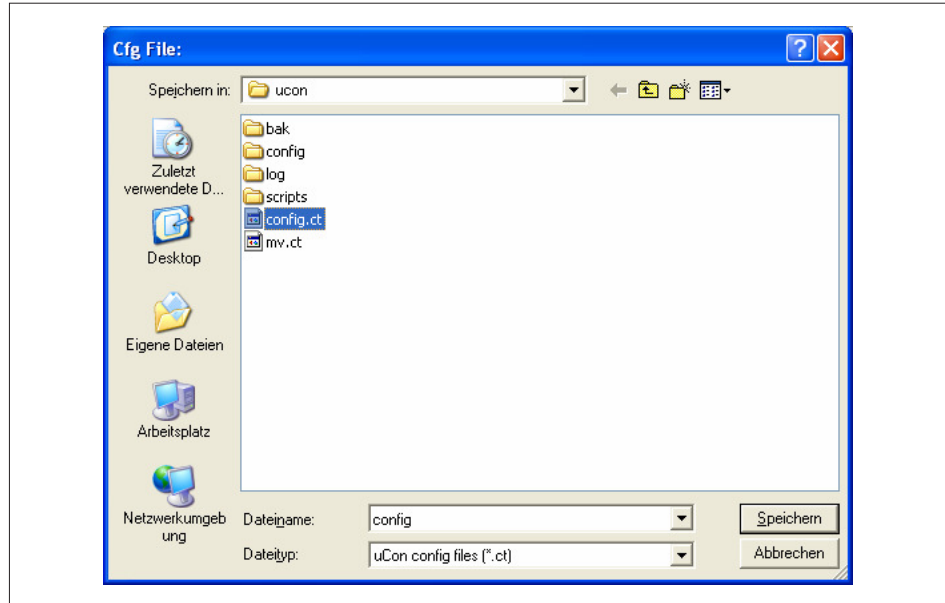 Cfg File:
Speichern in:
ucon
Zuletzt
verwendete D...
Desktop
Eigene Dateien
Arbeitsplatz
Netzwerkumgeb
ung
bak
config
log
scripts
config.ct
mv.ct
Dateiname:
config
Speichern
Dateityp:
uCon config files (*.ct)
Abbrechen